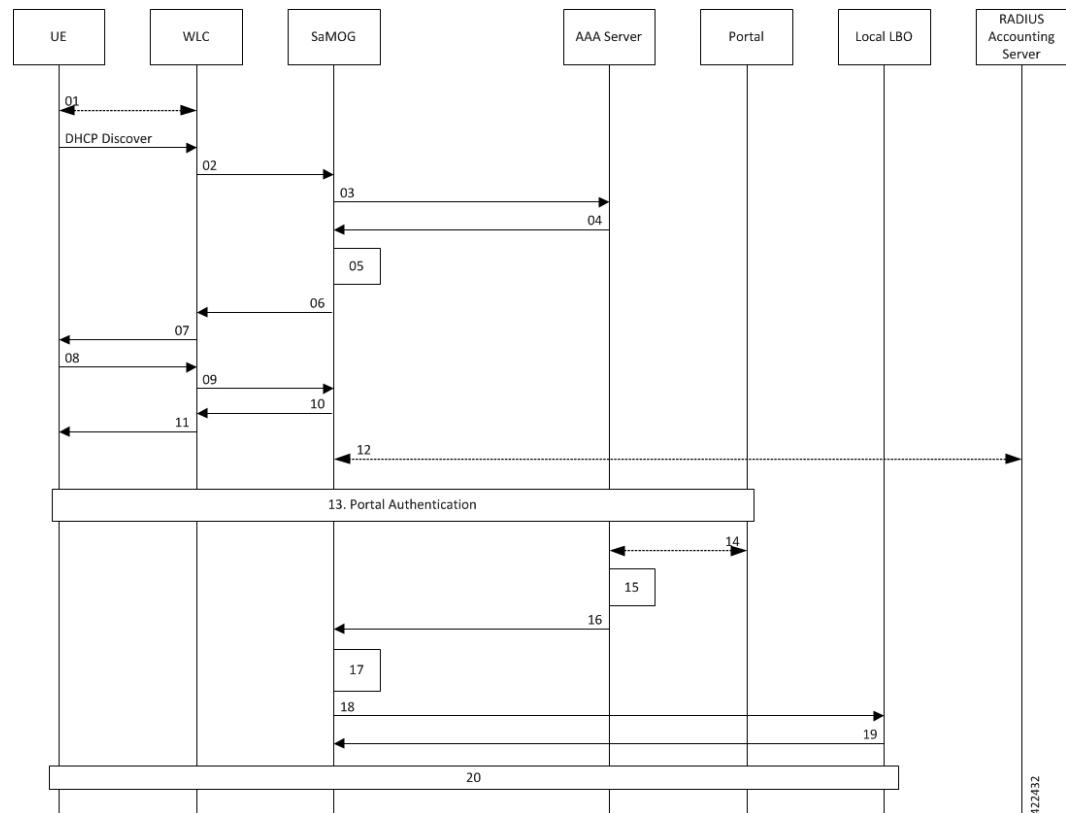 UE
WLC
SaMOG
AAA Server
Portal
Local LBO
RADIUS
Accounting
Server
01
DHCP Discover
02
03
04
05
06
07
08
09
10
11
12
13. Portal Authentication
14
15
16
17
18
19
20
422432